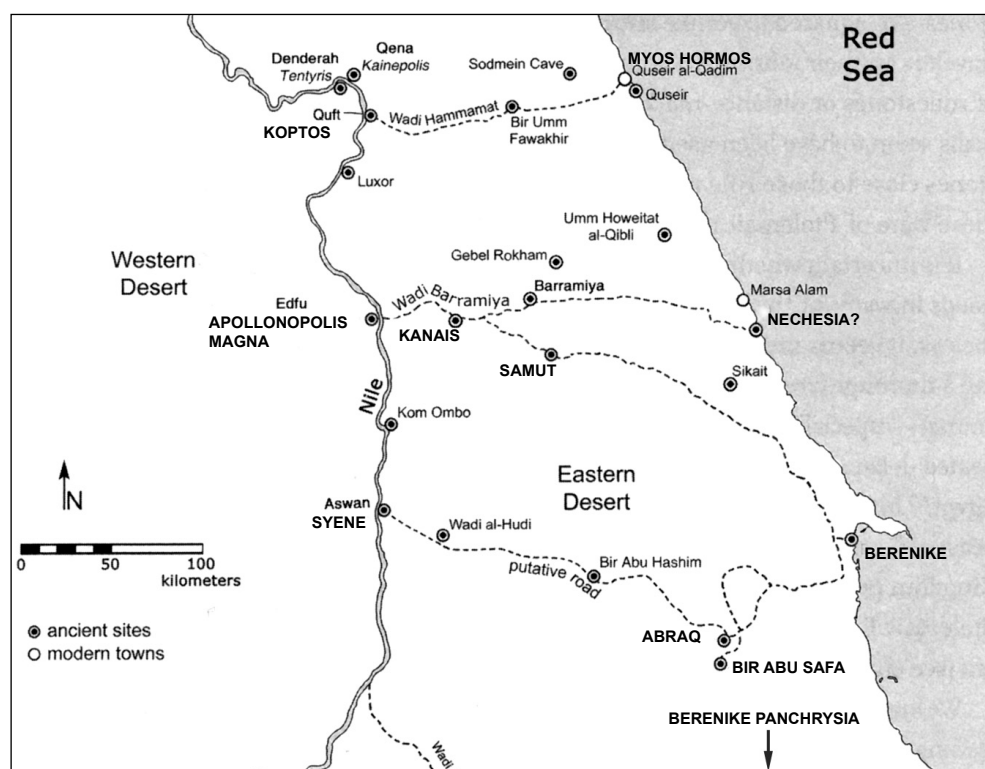 Red
Sea
MYOS HORMOS
Quseir al-Qadim
Quseir
Sodmein Cave
Qena
Kainepolis
Denderah
Tentyris
Quft
KOPTOS
Wadi Hammamat
Bir Umm
Fawakhir
Luxor
Umm Howeitat
al-Qibli
Gebel Rokham
Western
Desert
Wadi Barramiya
Barramiya
Marsa Alam
Edfu
APOLLONOPOLIS
MAGNA
KANAIS
NECHESIA?
SAMUT
Sikait
Nile
Kom Ombo
Eastern
Desert
N
Aswan
SYENE
Wadi al-Hudi
BERENIKE
0
100
kilometers
putative road
Bir Abu Hashim
ancient sites
modern towns
ABRAQ
BIR ABU SAFA
BERENIKE PANCHRYSIA
Wadi